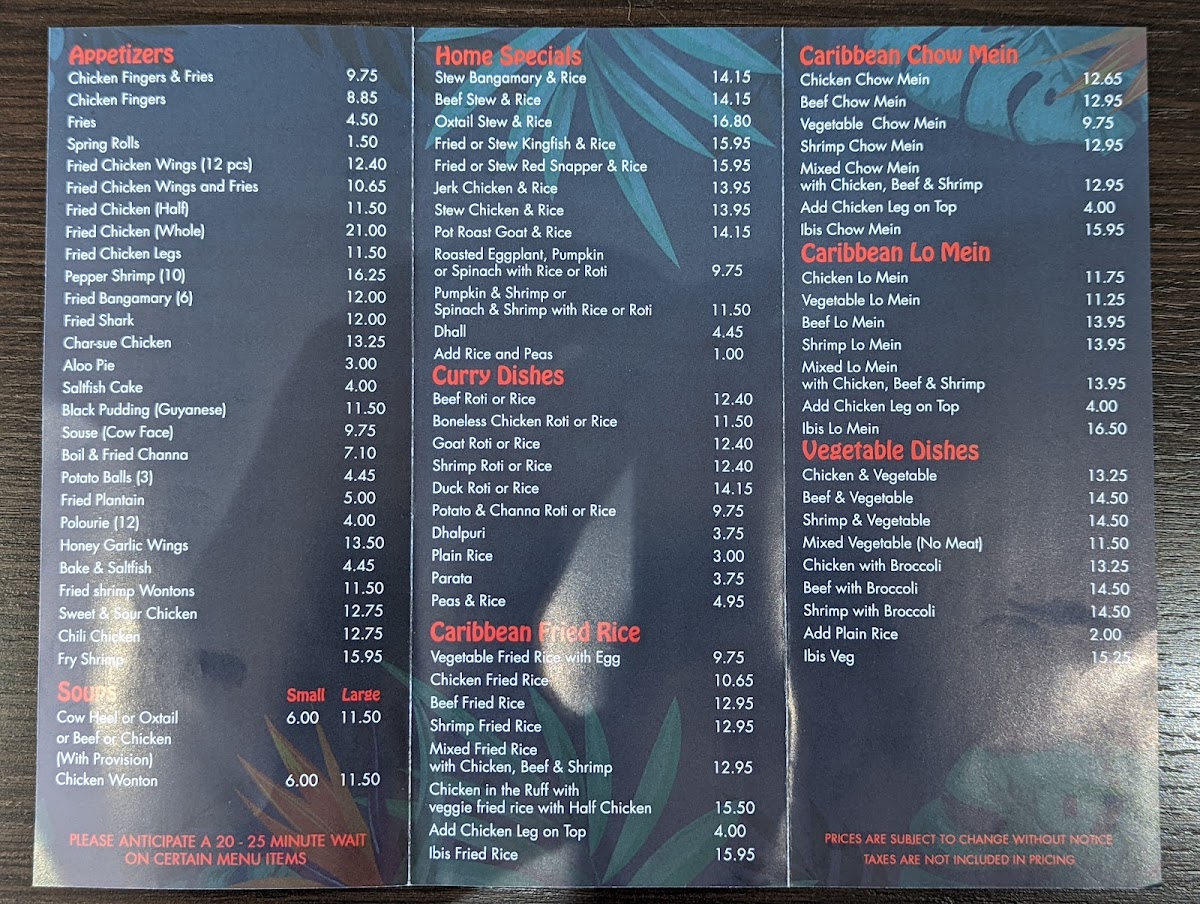 Appetizers
Chicken Fingers & Fries 9.75
Chicken Fingers 8.85
Fries 4.50
Spring Rolls 1.50
Fried Chicken Wings (12 pcs) 12.40
Fried Chicken Wings and Fries 10.65
Fried Chicken (Half) 11.50
Fried Chicken (Whole) 21.00
Fried Chicken Legs 11.50
Pepper Shrimp (10) 16.25
Fried Bangamary (6) 12.00
Fried Shark 12.00
Char-sue Chicken 13.25
Aloo Pie 3.00
Saltfish Cake 4.00
Black Pudding (Guyanese) 11.50
Souse (Cow Face) 9.75
Boil & Fried Channa 7.10
Potato Balls (3) 4.45
Fried Plantain 5.00
Polourie (12) 4.00
Honey Garlic Wings 13.50
Bake & Saltfish 4.45
Fried shrimp Wontons 11.50
Sweet & Sour Chicken 12.75
Chili Chicken 12.75
Fry Shrimp 15.95
Soups Small Large
Cow Heel or Oxtail 6.00 11.50
or Beef or Chicken
(With Provision)
Chicken Wonton 6.00 11.50
PLEASE ANTICIPATE A 20 - 25 MINUTE WAIT
ON CERTAIN MENU ITEMS
Home Specials
Stew Bangamary & Rice 14.15
Beef Stew & Rice 14.15
Oxtail Stew & Rice 16.80
Fried or Stew Kingfish & Rice 15.95
Fried or Stew Red Snapper & Rice 15.95
Jerk Chicken & Rice 13.95
Stew Chicken & Rice 13.95
Pot Roast Goat & Rice 14.15
Roasted Eggplant, Pumpkin
or Spinach with Rice or Roti 9.75
Pumpkin & Shrimp or
Spinach & Shrimp with Rice or Roti 11.50
Dhall 4.45
Add Rice and Peas 1.00
Curry Dishes
Beef Roti or Rice 12.40
Boneless Chicken Roti or Rice 11.50
Goat Roti or Rice 12.40
Shrimp Roti or Rice 12.40
Duck Roti or Rice 14.15
Potato & Channa Roti or Rice 9.75
Dhalpuri 3.75
Plain Rice 3.00
Parata 3.75
Peas & Rice 4.95
Caribbean Fried Rice
Vegetable Fried Rice with Egg 9.75
Chicken Fried Rice 10.65
Beef Fried Rice 12.95
Shrimp Fried Rice 12.95
Mixed Fried Rice
with Chicken, Beef & Shrimp 12.95
Chicken in the Ruff with
veggie fried rice with Half Chicken 15.50
Add Chicken Leg on Top 4.00
Ibis Fried Rice 15.95
Caribbean Chow Mein
Chicken Chow Mein 12.65
Beef Chow Mein 12.95
Vegetable Chow Mein 9.75
Shrimp Chow Mein 12.95
Mixed Chow Mein
with Chicken, Beef & Shrimp 12.95
Add Chicken Leg on Top 4.00
Ibis Chow Mein 15.95
Caribbean Lo Mein
Chicken Lo Mein 11.75
Vegetable Lo Mein 11.25
Beef Lo Mein 13.95
Shrimp Lo Mein 13.95
Mixed Lo Mein
with Chicken, Beef & Shrimp 13.95
Add Chicken Leg on Top 4.00
Ibis Lo Mein 16.50
Vegetable Dishes
Chicken & Vegetable 13.25
Beef & Vegetable 14.50
Shrimp & Vegetable 14.50
Mixed Vegetable (No Meat) 11.50
Chicken with Broccoli 13.25
Beef with Broccoli 14.50
Shrimp with Broccoli 14.50
Add Plain Rice 2.00
Ibis Veg 15.25
PRICES ARE SUBJECT TO CHANGE WITHOUT NOTICE
TAXES ARE NOT INCLUDED IN PRICING